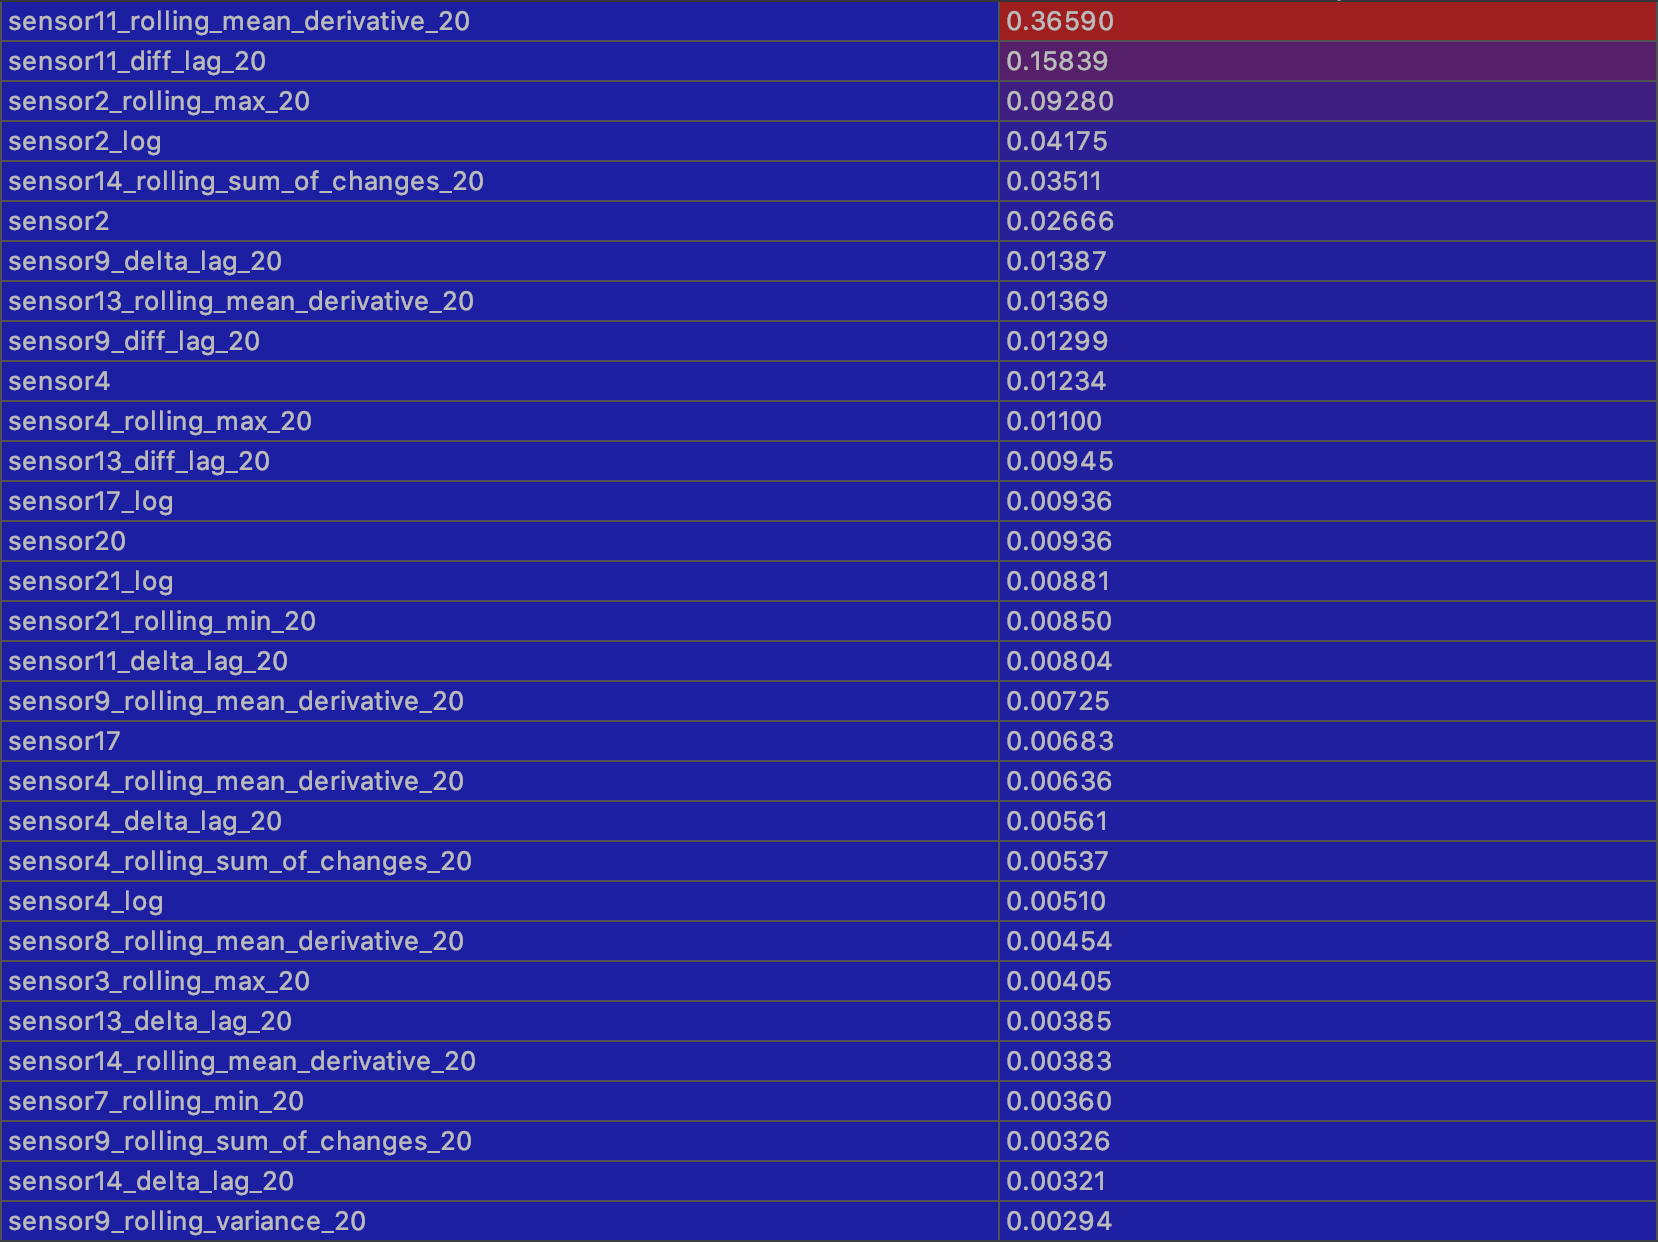 sensor11_rolling_mean_derivative_20 0.36590
sensor11_diff_lag_20 0.15839
sensor2_rolling_max_20 0.09280
sensor2_log 0.04175
sensor14_rolling_sum_of_changes_20 0.03511
sensor2 0.02666
sensor9_delta_lag_20 0.01387
sensor13_rolling_mean_derivative_20 0.01369
sensor9_diff_lag_20 0.01299
sensor4 0.01234
sensor4_rolling_max_20 0.01100
sensor13_diff_lag_20 0.00945
sensor17_log 0.00936
sensor20 0.00936
sensor21_log 0.00881
sensor21_rolling_min_20 0.00850
sensor11_delta_lag_20 0.00804
sensor9_rolling_mean_derivative_20 0.00725
sensor17 0.00683
sensor4_rolling_mean_derivative_20 0.00636
sensor4_delta_lag_20 0.00561
sensor4_rolling_sum_of_changes_20 0.00537
sensor4_log 0.00510
sensor8_rolling_mean_derivative_20 0.00454
sensor3_rolling_max_20 0.00405
sensor13_delta_lag_20 0.00385
sensor14_rolling_mean_derivative_20 0.00383
sensor7_rolling_min_20 0.00360
sensor9_rolling_sum_of_changes_20 0.00326
sensor14_delta_lag_20 0.00321
sensor9_rolling_variance_20 0.00294